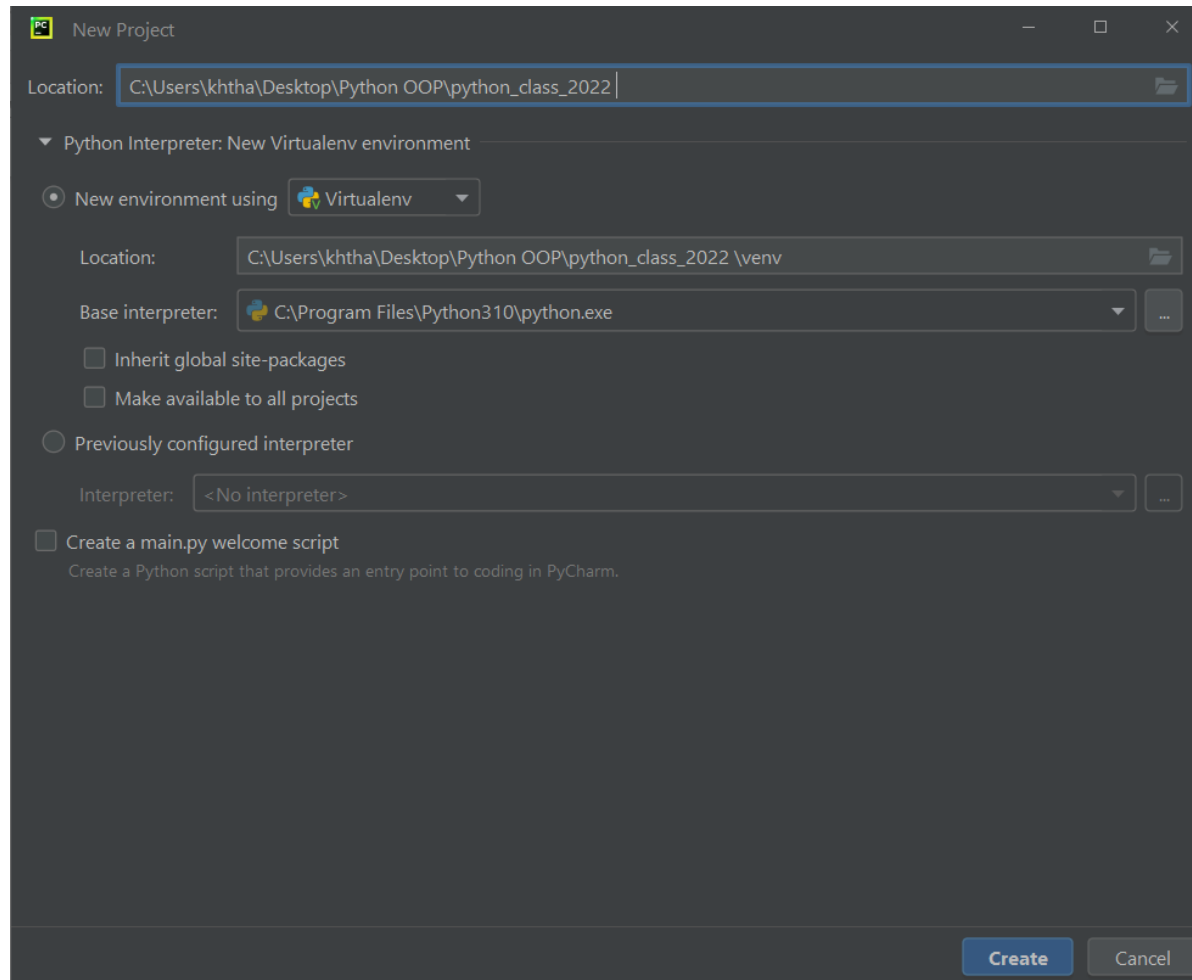 PC New Project
Location: C:\Users\khtha\Desktop\Python OOP\python_class_2022
Python Interpreter: New Virtualenv environment
New environment using Virtualenv
Location: C:\Users\khtha\Desktop\Python OOP\python_class_2022 \venv
Base interpreter: C:\Program Files\Python310\python.exe ...
Inherit global site-packages
Make available to all projects
Previously configured interpreter
Interpreter: <No interpreter> ...
Create a main.py welcome script
Create a Python script that provides an entry point to coding in PyCharm.
Create Cancel